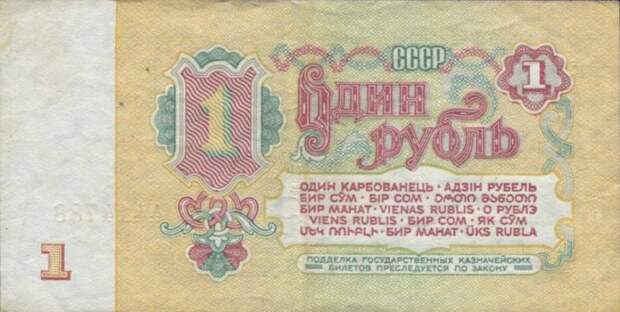 СССР
1
1
Один
рубль
ОДИН КАРБОВАНЕЦЬ · АДЗІН РУБЕЛЬ
БИР СЎМ · БІР СОМ · ერთი მანეთი
БИР МАНАТ · VIENAS RUBLIS · О РУБЛЭ
VIENS RUBLIS · БИР СОМ · ЯК СЎМ
ՄԵԿ ՌՈՒԲԼԻ · БИР МАНАТ · ÜKS RUBLA
1
ПОДДЕЛКА ГОСУДАРСТВЕННЫХ КАЗНАЧЕЙСКИХ
БИЛЕТОВ ПРЕСЛЕДУЕТСЯ ПО ЗАКОНУ